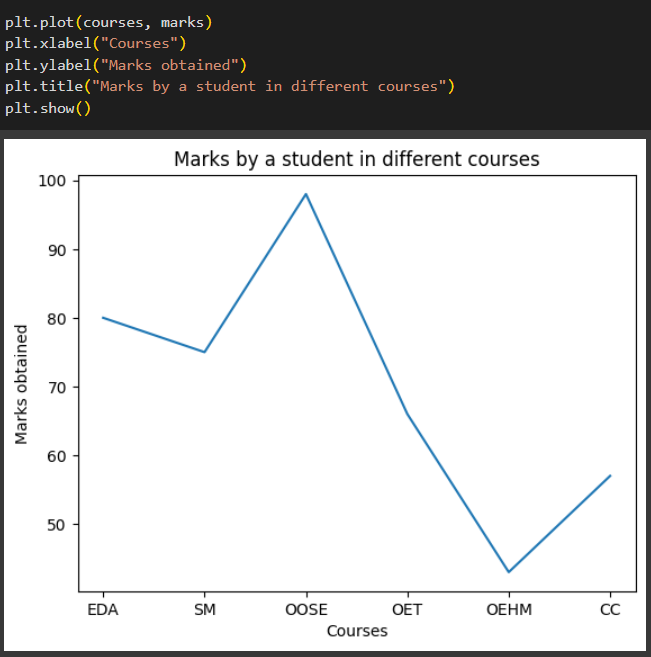 plt.plot(courses, marks)
plt.xlabel("Courses")
plt.ylabel("Marks obtained")
plt.title("Marks by a student in different courses")
plt.show()
Marks by a student in different courses
100
90
80
70
60
50
Marks obtained
EDA SM OOSE OET OEHM CC
Courses